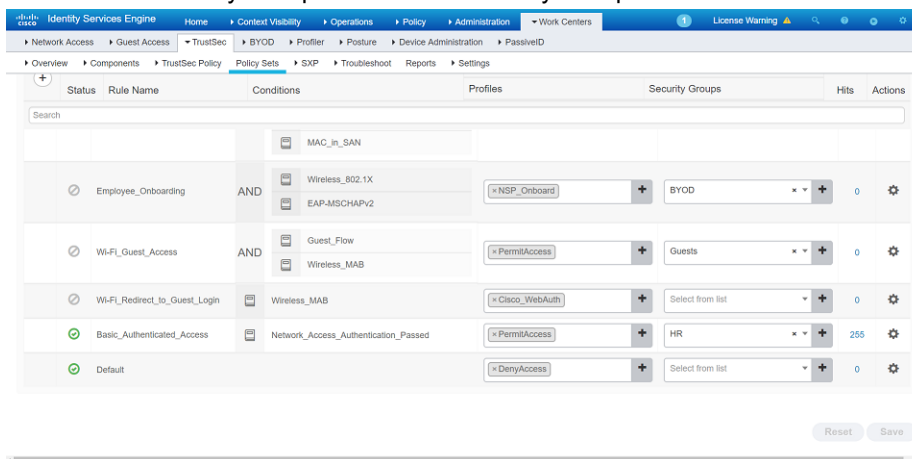 cisco Identity Services Engine Home Context Visibility Operations Policy Administration Work Centers 1 License Warning
Network Access Guest Access TrustSec BYOD Profiler Posture Device Administration PassiveID
Overview Components TrustSec Policy Policy Sets SXP Troubleshoot Reports Settings
+ Status Rule Name Conditions Profiles Security Groups Hits Actions
Search
MAC_in_SAN
Employee_Onboarding AND Wireless_802.1X × NSP_Onboard + BYOD × + 0
EAP-MSCHAPv2
Wi-Fi_Guest_Access AND Guest_Flow × PermitAccess + Guests × + 0
Wireless_MAB
Wi-Fi_Redirect_to_Guest_Login Wireless_MAB × Cisco_WebAuth + Select from list + 0
Basic_Authenticated_Access Network_Access_Authentication_Passed × PermitAccess + HR × + 255
Default × DenyAccess + Select from list + 0
Reset Save